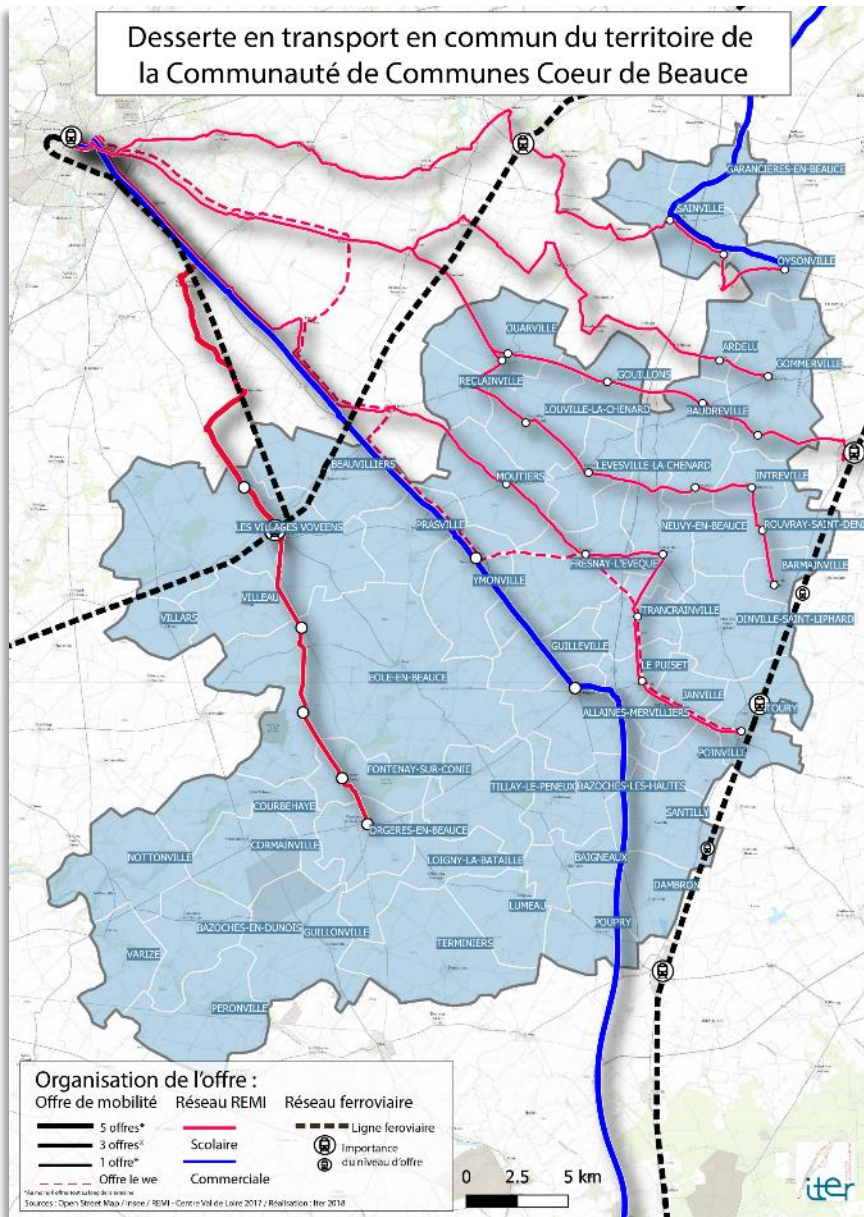 Desserte en transport en commun du territoire de
la Communauté de Communes Coeur de Beauce
GARANCIERES-EN-BEAUCE
SAINVILLE
OYSONVILLE
OUARVILLE
ARDELU
GOMMERVILLE
RECLAINVILLE
GOUILLONS
LOUVILLE-LA-CHENARD
BAUDREVILLE
BEAUVILLIERS
LEVESVILLE-LA-CHENARD
MOUTIERS
INTREVILLE
LES VILLAGES VOVEENS
PRASVILLE
NEUVY-EN-BEAUCE
ROUVRAY-SAINT-DENI
YMONVILLE
FRESNAY-L'EVEQUE
BARMAINVILLE
VILLEAU
VILLARS
TRANCRAINVILLE
OINVILLE-SAINT-LIPHARD
GUILLEVILLE
EOLE-EN-BEAUCE
LE PUISET
JANVILLE
TOURY
ALLAINES-MERVILLIERS
POINVILLE
FONTENAY-SUR-CONIE
TILLAY-LE-PENEUX
BAZOCHES-LES-HAUTES
COURBEHAYE
SANTILLY
ORGERES-EN-BEAUCE
CORMAINVILLE
NOTTONVILLE
LOIGNY-LA-BATAILLE
BAIGNEAUX
DAMBRON
LUMEAU
BAZOCHES-EN-DUNOIS
GUILLONVILLE
POUPRY
TERMINIERS
VARIZE
PERONVILLE
Organisation de l'offre :
Offre de mobilité Réseau REMI Réseau ferroviaire
5 offres* Ligne feroviaire
3 offres* Scolaire Importance
1 offre* du niveau d'offre
Offre le we Commerciale
Sources : Open Street Map / Insee / REMI - Centre Val de Loire 2017 / Réalisation : Iter 2018
0 2.5 5 km
iter